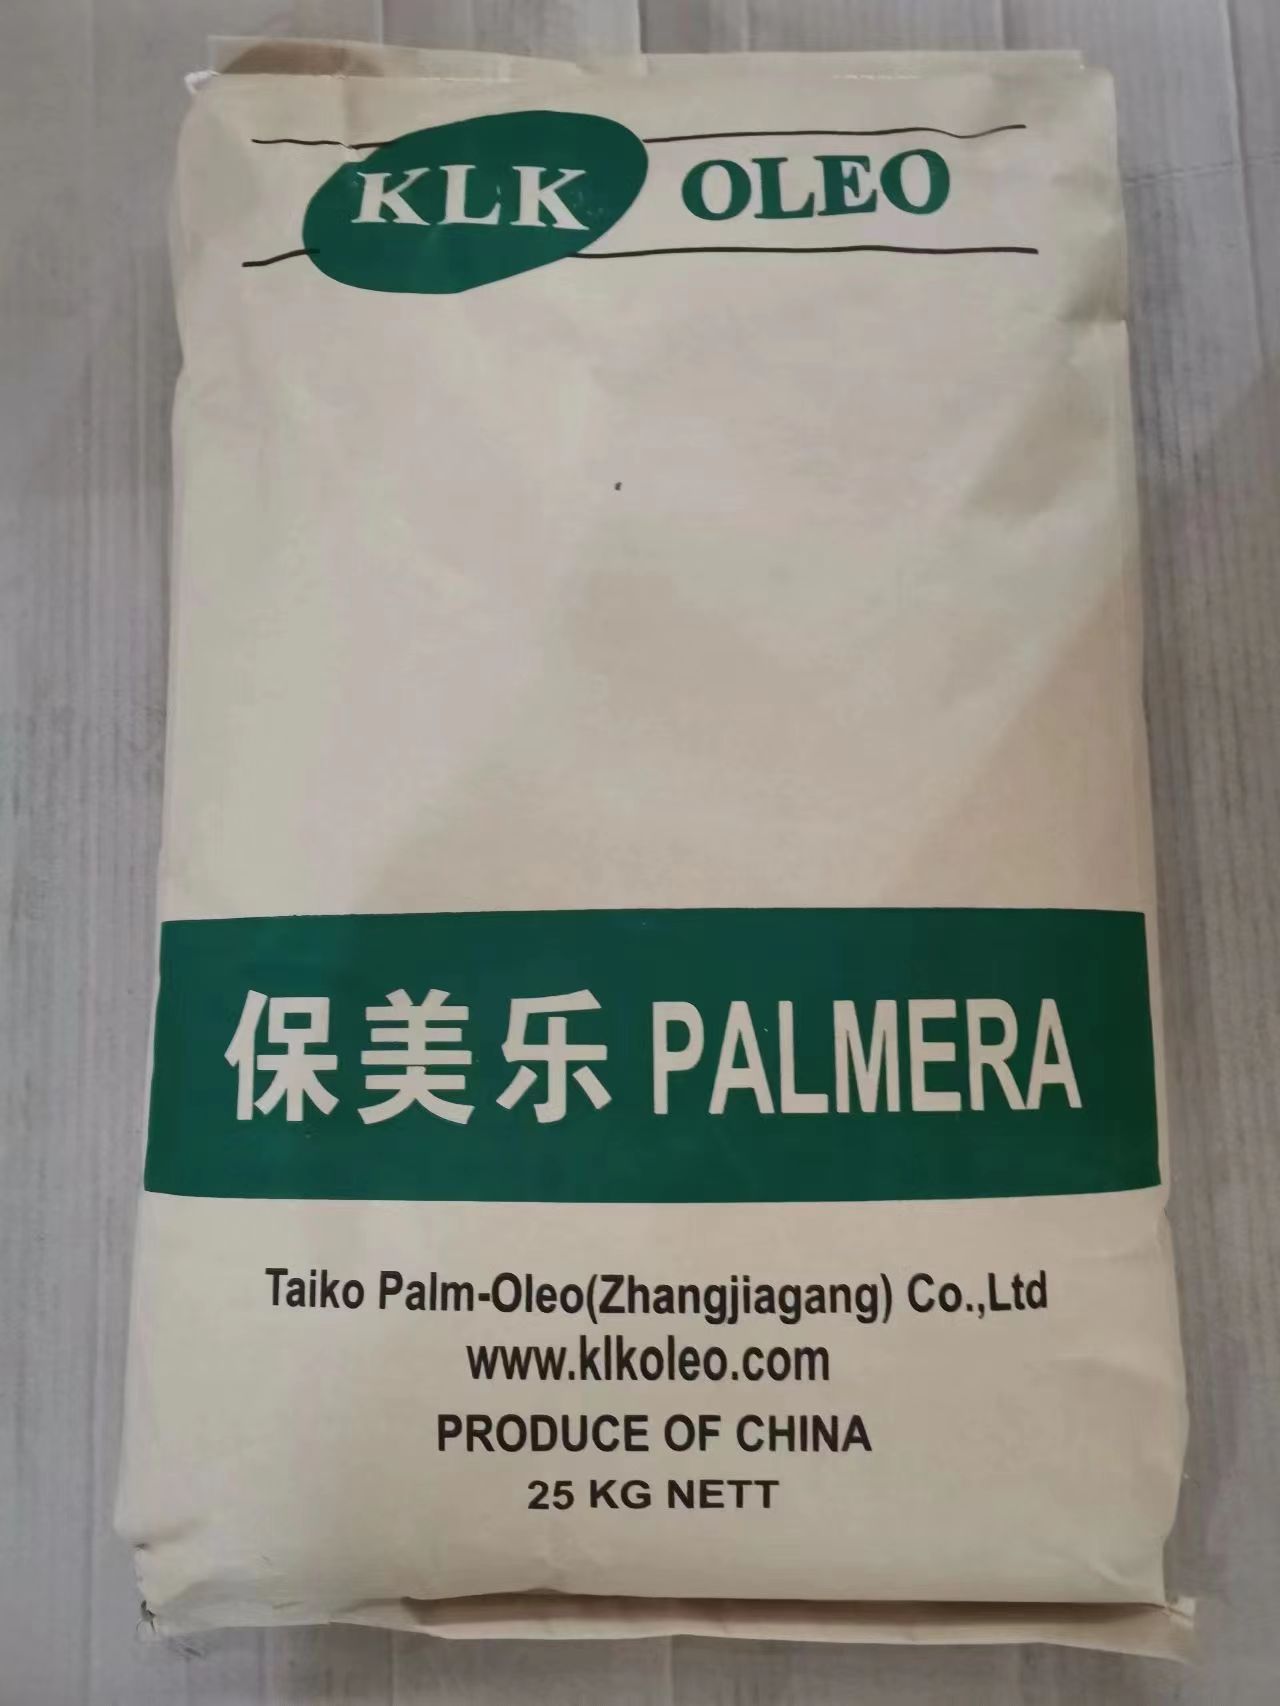 KLK OLEO
保美乐 PALMERA
Taiko Palm-Oleo(Zhangjiagang) Co.,Ltd
www.klkoleo.com
PRODUCE OF CHINA
25 KG NETT